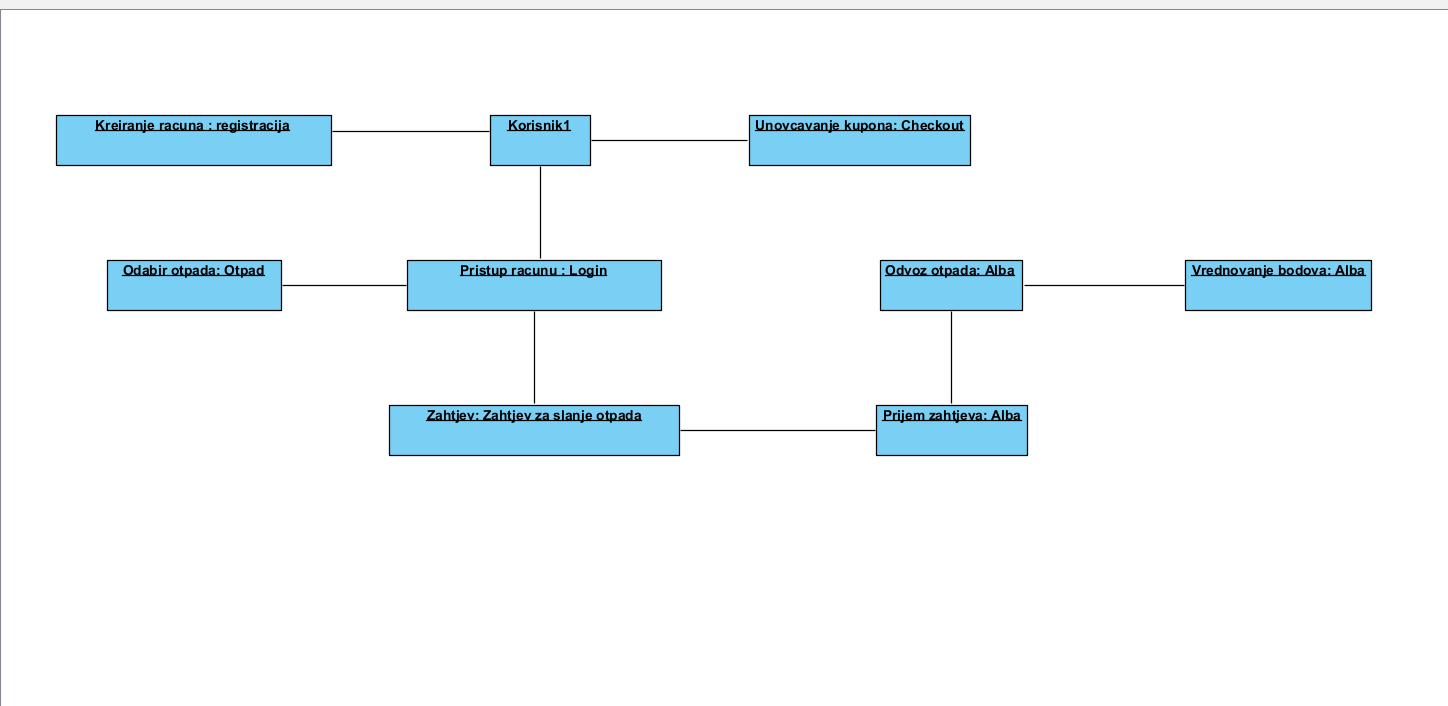 Kreiranje racuna : registracija
Korisnik1
Unovcavanje kupona: Checkout
Odabir otpada: Otpad
Pristup racunu : Login
Odvoz otpada: Alba
Vrednovanje bodova: Alba
Zahtjev: Zahtjev za slanje otpada
Prijem zahtjeva: Alba